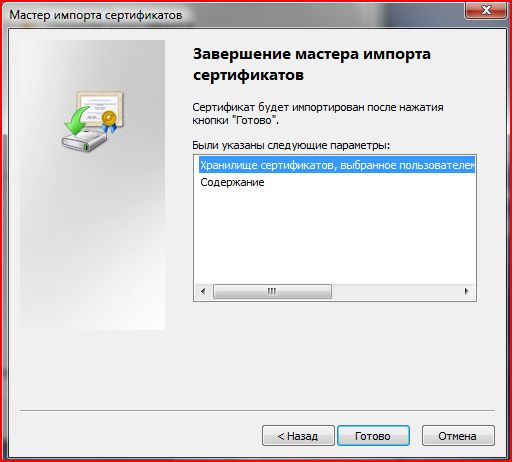 Мастер импорта сертификатов
Завершение мастера импорта
сертификатов
Сертификат будет импортирован после нажатия
кнопки "Готово".
Были указаны следующие параметры:
Хранилище сертификатов, выбранное пользователем
Содержание
< Назад
Готово
Отмена